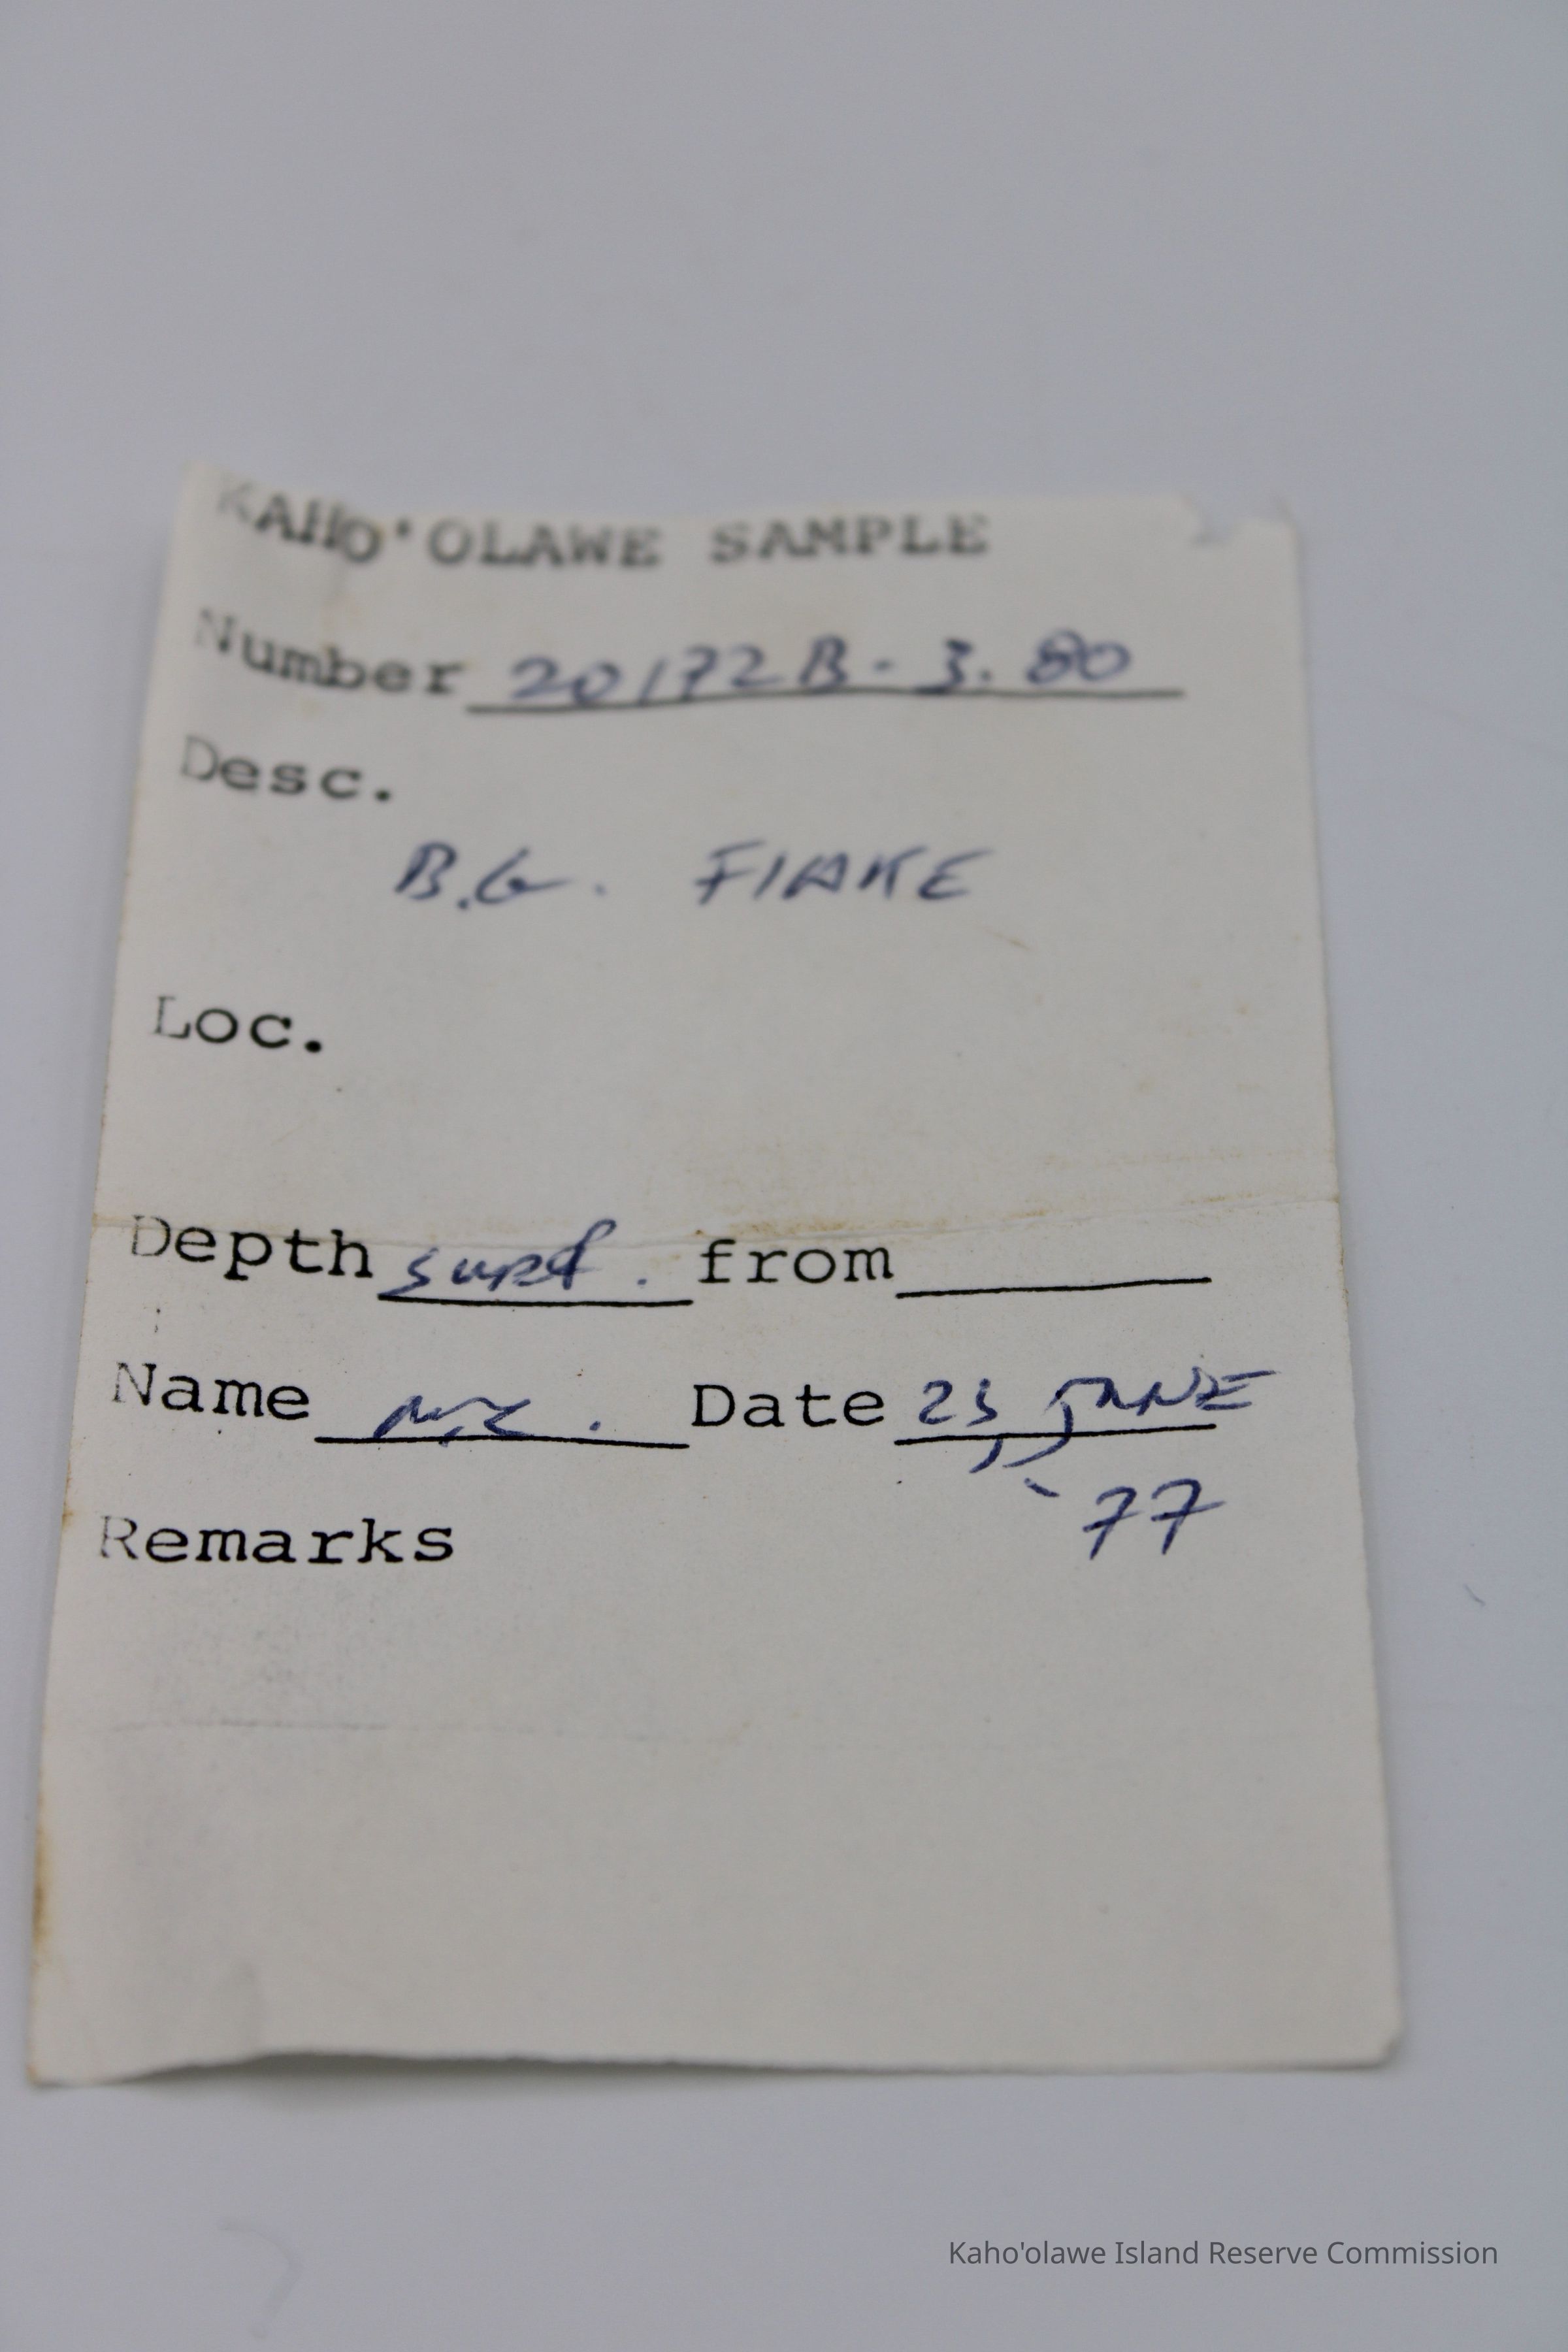 KAHO'OLAWE SAMPLE
Number 20172B-3.80
Desc.
B.G. FlAKE
Loc.
Depth surf. from
Name Date 23 JUNE
77
Remarks
Kaho'olawe Island Reserve Commission